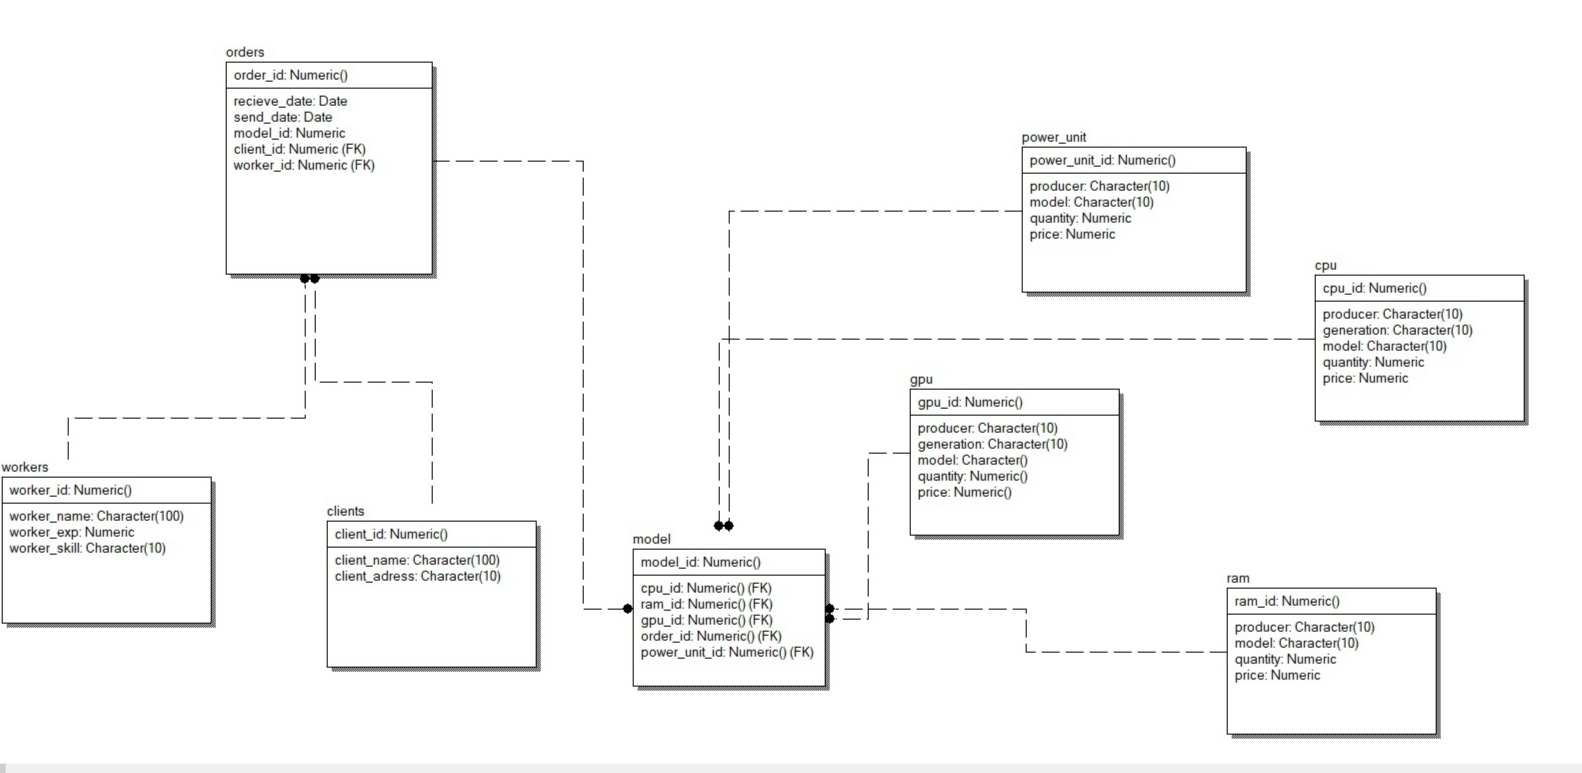 orders
order_id: Numeric()
recieve_date: Date
send_date: Date
model_id: Numeric
client_id: Numeric (FK)
worker_id: Numeric (FK)
power_unit
power_unit_id: Numeric()
producer: Character(10)
model: Character(10)
quantity: Numeric
price: Numeric
cpu
cpu_id: Numeric()
producer: Character(10)
generation: Character(10)
model: Character(10)
quantity: Numeric
price: Numeric
gpu
gpu_id: Numeric()
producer: Character(10)
generation: Character(10)
model: Character()
quantity: Numeric()
price: Numeric()
workers
worker_id: Numeric()
worker_name: Character(100)
worker_exp: Numeric
worker_skill: Character(10)
clients
client_id: Numeric()
client_name: Character(100)
client_adress: Character(10)
model
model_id: Numeric()
cpu_id: Numeric() (FK)
ram_id: Numeric() (FK)
gpu_id: Numeric() (FK)
order_id: Numeric() (FK)
power_unit_id: Numeric() (FK)
ram
ram_id: Numeric()
producer: Character(10)
model: Character(10)
quantity: Numeric
price: Numeric